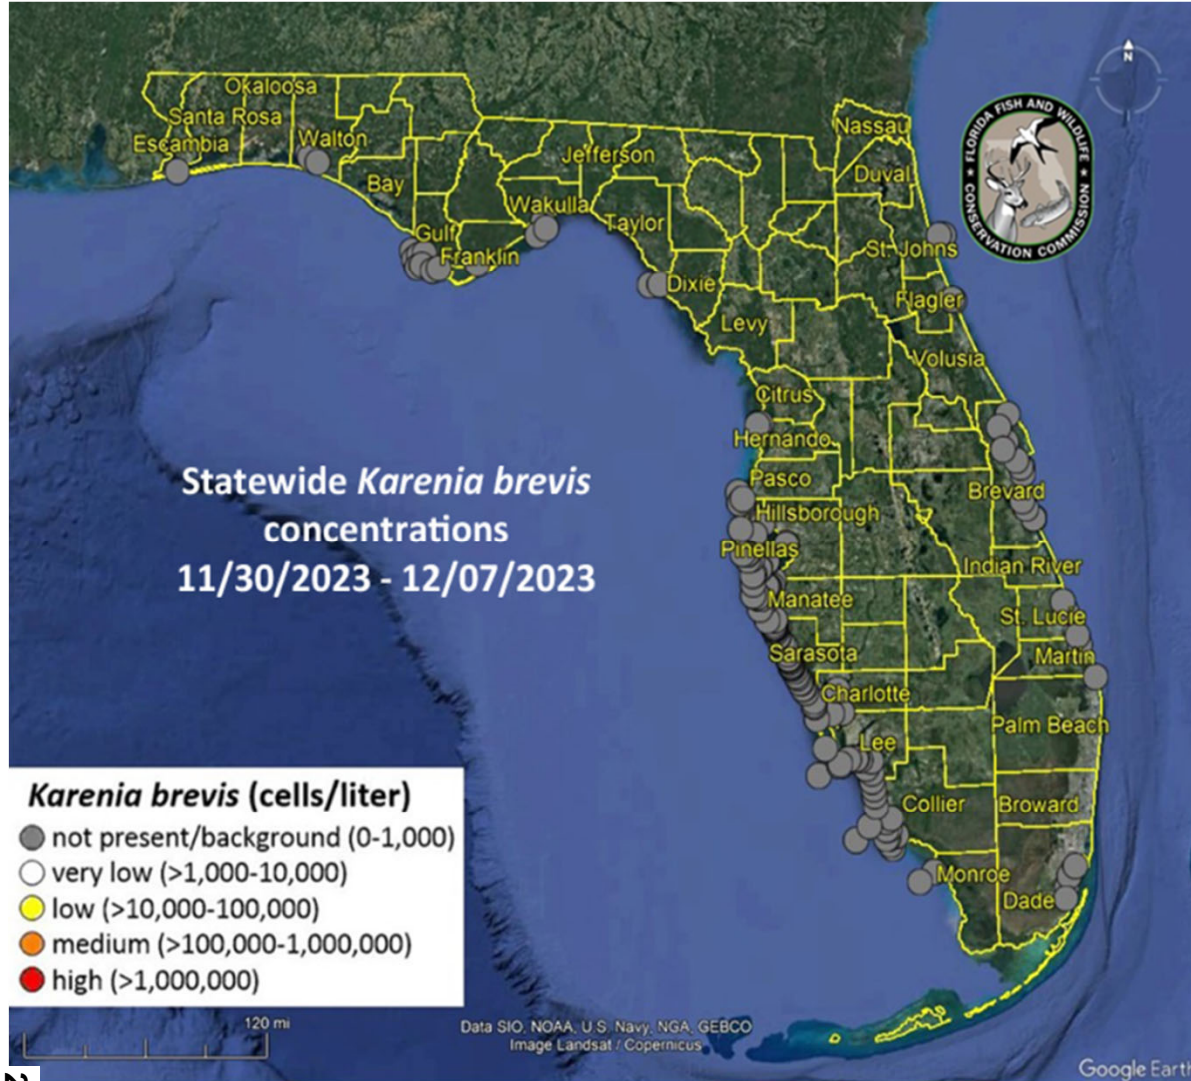 Okaloosa
Santa Rosa
Escambia
Walton
Bay
Gulf
Franklin
Jefferson
Wakulla
Taylor
Dixie
Levy
Nassau
Duval
St. Johns
Flagler
Volusia
Citrus
Hernando
Pasco
Hillsborough
Pinellas
Manatee
Sarasota
Charlotte
Lee
Collier
Monroe
Brevard
Indian River
St. Lucie
Martin
Palm Beach
Broward
Dade
N
FLORIDA FISH AND WILDLIFE
CONSERVATION COMMISSION
Statewide Karenia brevis
concentrations
11/30/2023 - 12/07/2023
Karenia brevis (cells/liter)
not present/background (0-1,000)
very low (>1,000-10,000)
low (>10,000-100,000)
medium (>100,000-1,000,000)
high (>1,000,000)
120 mi
Data SIO, NOAA, U.S. Navy, NGA, GEBCO
Image Landsat / Copernicus
Google Earth